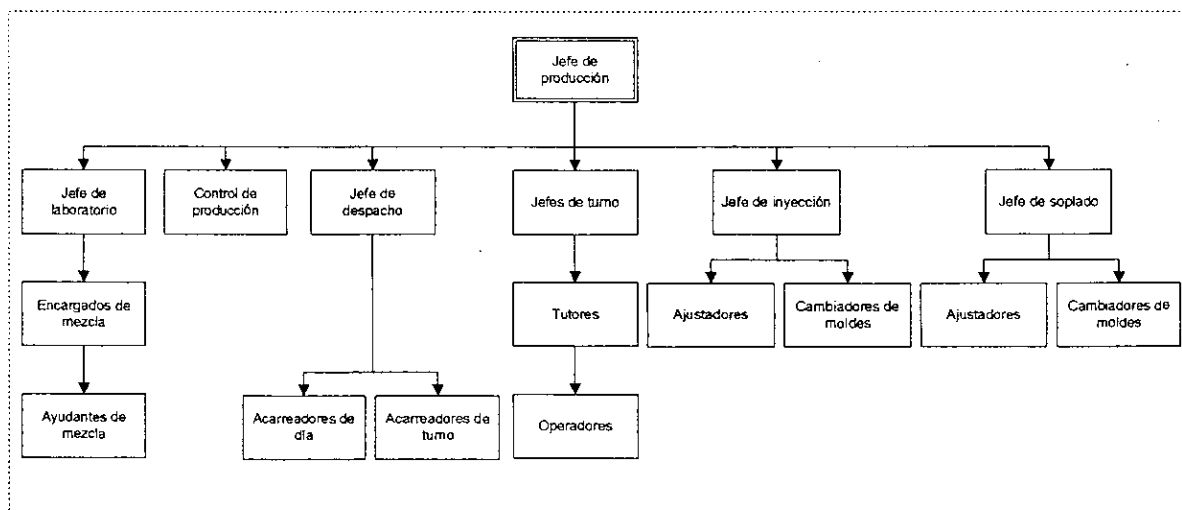 Jefe de
producción
Jefe de
laboratorio
Control de
producción
Jefe de
despacho
Jefes de turno
Jefe de inyección
Jefe de soplado
Encargados de
mezcla
Tutores
Ajustadores
Cambiadores de
moldes
Ajustadores
Cambiadores de
moldes
Ayudantes de
mezcla
Acarreadores de
día
Acarreadores de
turno
Operadores